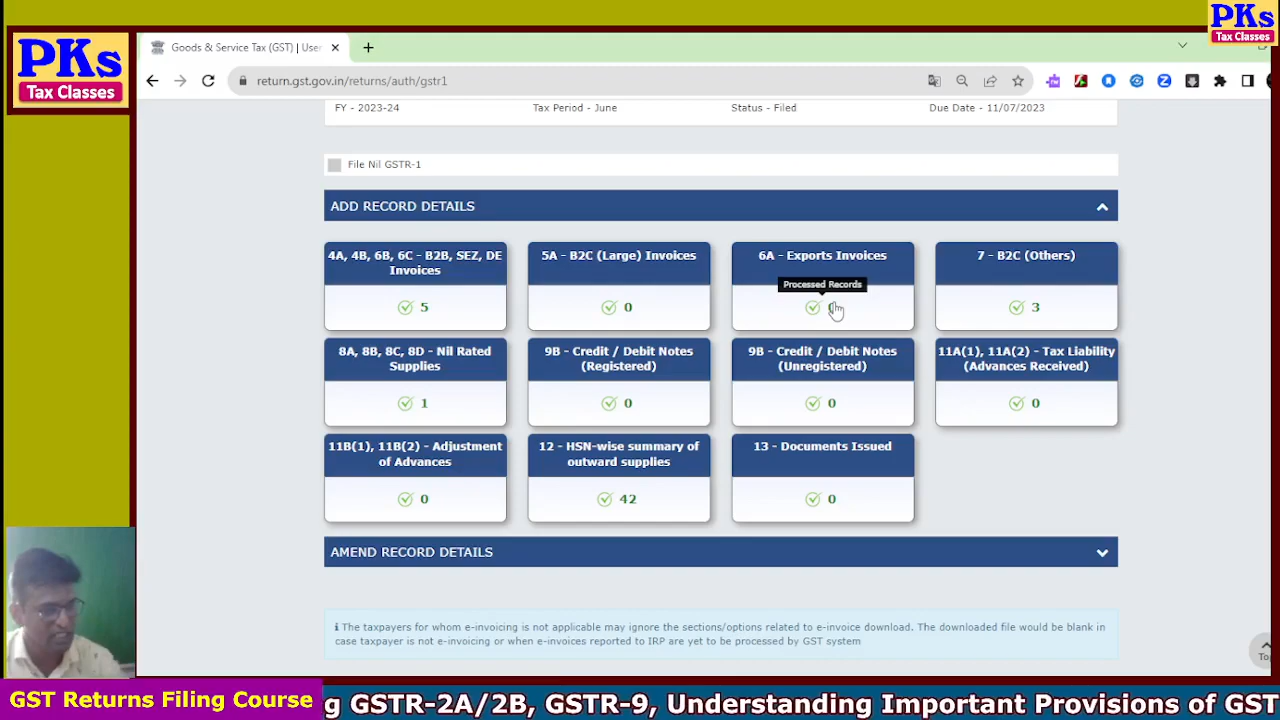 PKs
Tax Classes
PKs
Tax Classes
Goods & Service Tax (GST) | User
return.gst.gov.in/returns/auth/gstr1
FY - 2023-24
Tax Period - June
Status - Filed
Due Date - 11/07/2023
File Nil GSTR-1
ADD RECORD DETAILS
4A, 4B, 6B, 6C - B2B, SEZ, DE
Invoices
5
5A - B2C (Large) Invoices
0
6A - Exports Invoices
Processed Records
7 - B2C (Others)
3
8A, 8B, 8C, 8D - Nil Rated
Supplies
1
9B - Credit / Debit Notes
(Registered)
0
9B - Credit / Debit Notes
(Unregistered)
0
11A(1), 11A(2) - Tax Liability
(Advances Received)
0
11B(1), 11B(2) - Adjustment
of Advances
0
12 - HSN-wise summary of
outward supplies
42
13 - Documents Issued
0
AMEND RECORD DETAILS
The taxpayers for whom e-invoicing is not applicable may ignore the sections/options related to e-invoice download. The downloaded file would be blank in
case taxpayer is not e-invoicing or when e-invoices reported to IRP are yet to be processed by GST system
Top
GST Returns Filing Course
g GSTR-2A/2B, GSTR-9, Understanding Important Provisions of GST